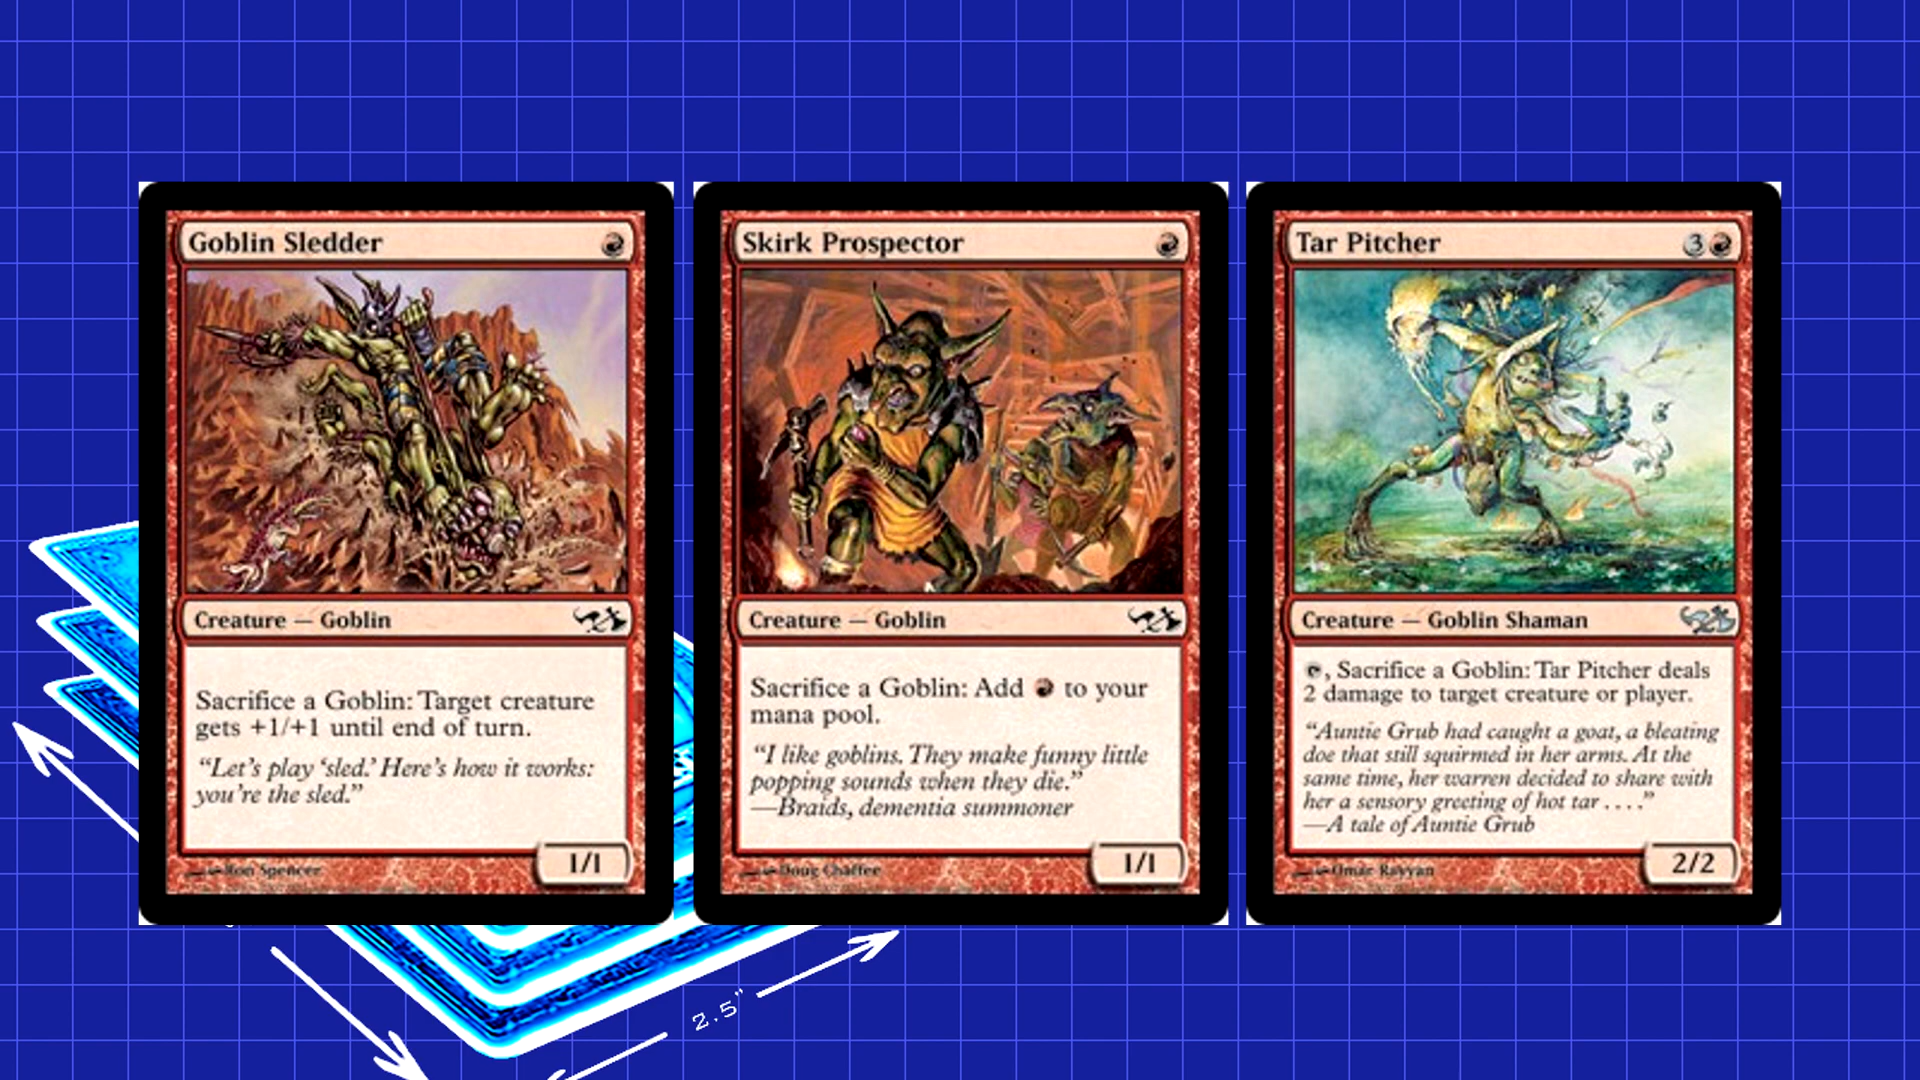 Goblin Sledder
Creature — Goblin
Sacrifice a Goblin: Target creature
gets +1/+1 until end of turn.
“Let’s play ‘sled.’ Here’s how it works:
you’re the sled.”
Ron Spencer
1/1
Skirk Prospector
Creature — Goblin
Sacrifice a Goblin: Add to your
mana pool.
“I like goblins. They make funny little
popping sounds when they die.”
—Braids, dementia summoner
Doug Chaffee
1/1
Tar Pitcher 3
Creature — Goblin Shaman
, Sacrifice a Goblin: Tar Pitcher deals
2 damage to target creature or player.
“Auntie Grub had caught a goat, a bleating
doe that still squirmed in her arms. At the
same time, her warren decided to share with
her a sensory greeting of hot tar . . . .”
—A tale of Auntie Grub
Omar Rayyan
2/2
2.5"